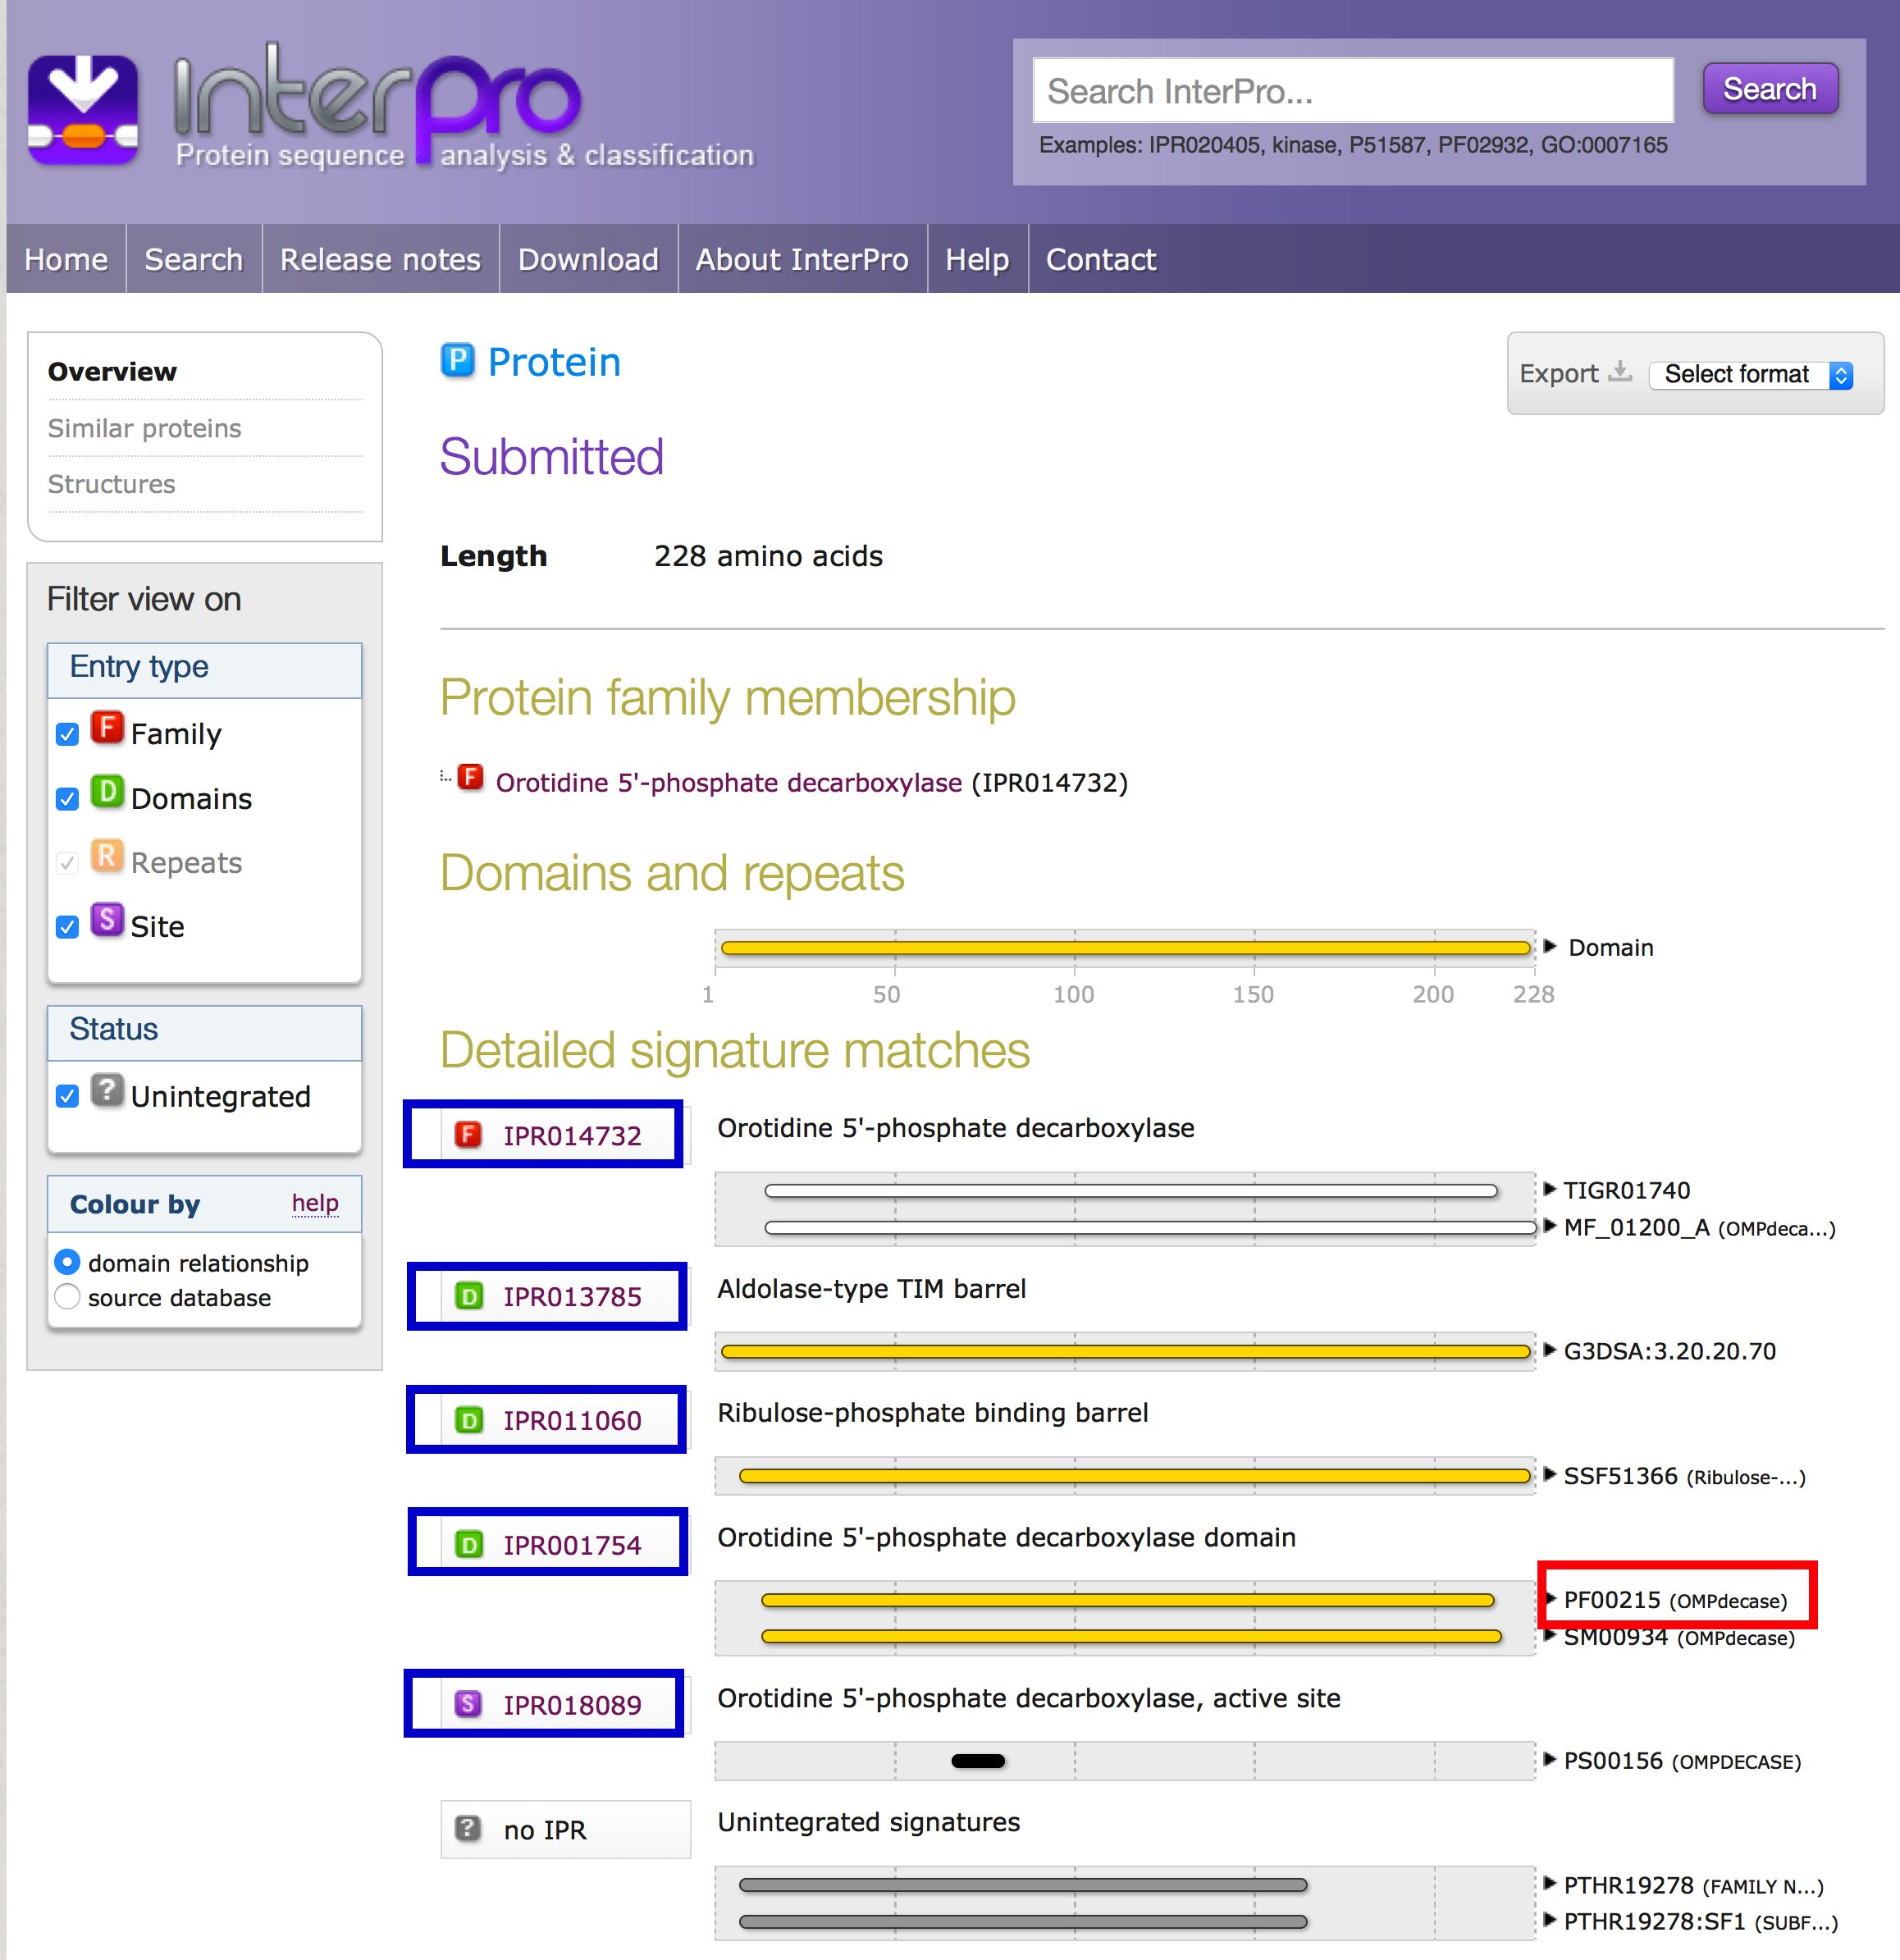 InterPro
Protein sequence analysis & classification
Search InterPro...
Search
Examples: IPR020405, kinase, P51587, PF02932, GO:0007165
Home
Search
Release notes
Download
About InterPro
Help
Contact
Overview
Similar proteins
Structures
Filter view on
Entry type
F Family
D Domains
R Repeats
S Site
Status
? Unintegrated
Colour by
help
domain relationship
source database
P Protein
Export
Select format
Submitted
Length 228 amino acids
Protein family membership
F Orotidine 5'-phosphate decarboxylase (IPR014732)
Domains and repeats
Domain
1 50 100 150 200 228
Detailed signature matches
F IPR014732
Orotidine 5'-phosphate decarboxylase
TIGR01740
MF_01200_A (OMPdeca...)
D IPR013785
Aldolase-type TIM barrel
G3DSA:3.20.20.70
D IPR011060
Ribulose-phosphate binding barrel
SSF51366 (Ribulose-...)
D IPR001754
Orotidine 5'-phosphate decarboxylase domain
PF00215 (OMPdecase)
SM00934 (OMPdecase)
S IPR018089
Orotidine 5'-phosphate decarboxylase, active site
PS00156 (OMPDECASE)
? no IPR
Unintegrated signatures
PTHR19278 (FAMILY N...)
PTHR19278:SF1 (SUBF...)